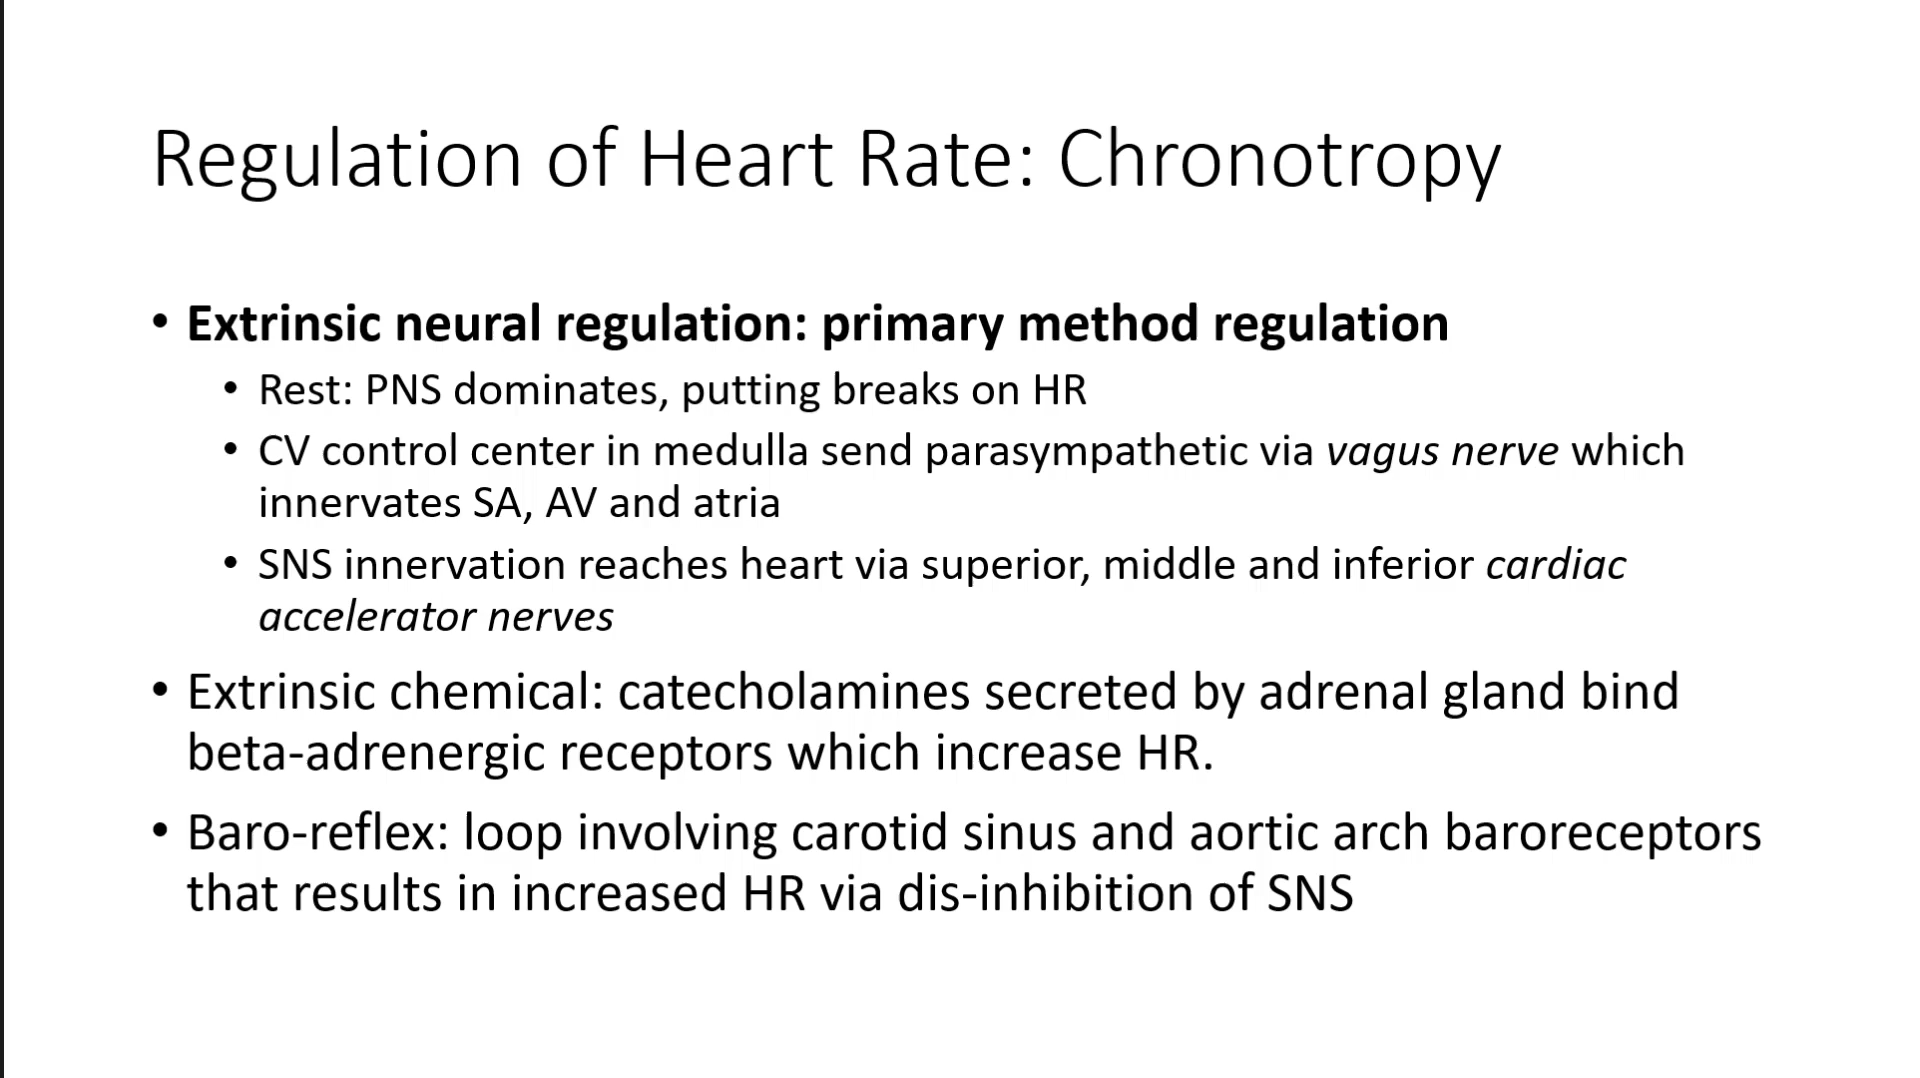 Regulation of Heart Rate: Chronotropy
• Extrinsic neural regulation: primary method regulation
• Rest: PNS dominates, putting breaks on HR
• CV control center in medulla send parasympathetic via vagus nerve which
innervates SA, AV and atria
• SNS innervation reaches heart via superior, middle and inferior cardiac
accelerator nerves
• Extrinsic chemical: catecholamines secreted by adrenal gland bind
beta-adrenergic receptors which increase HR.
• Baro-reflex: loop involving carotid sinus and aortic arch baroreceptors
that results in increased HR via dis-inhibition of SNS